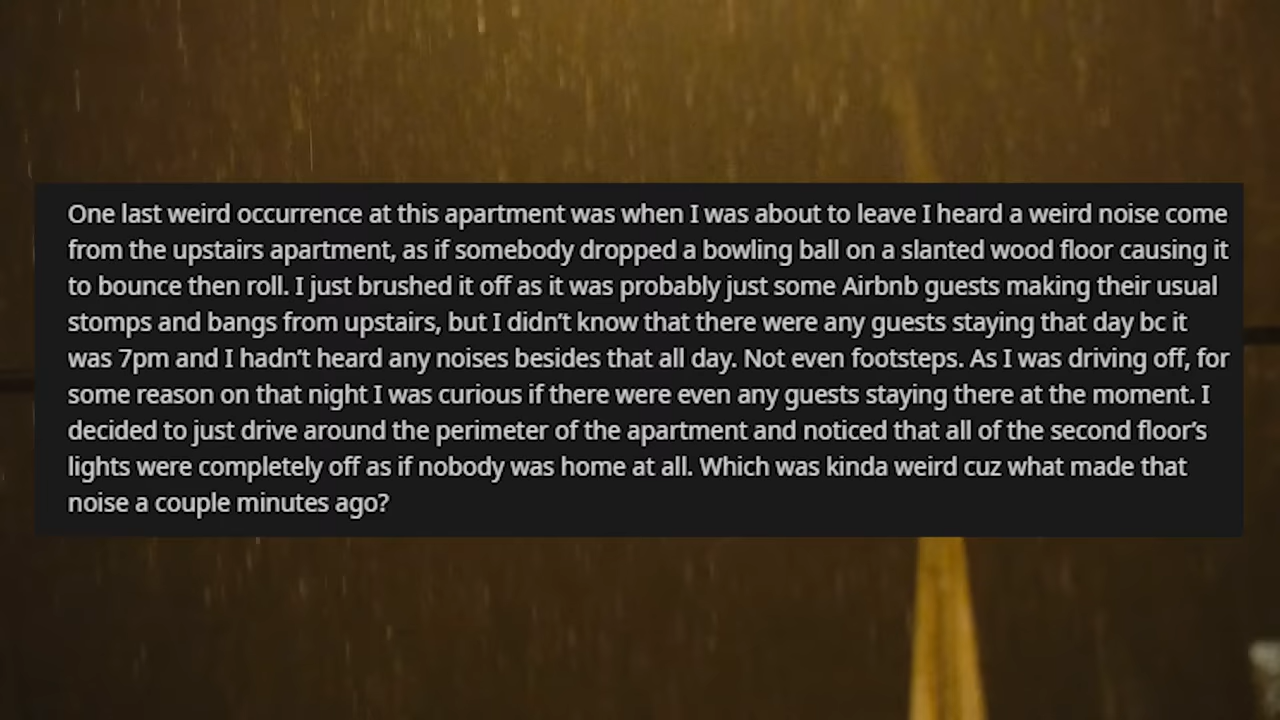 One last weird occurrence at this apartment was when I was about to leave I heard a weird noise come
from the upstairs apartment, as if somebody dropped a bowling ball on a slanted wood floor causing it
to bounce then roll. I just brushed it off as it was probably just some Airbnb guests making their usual
stomps and bangs from upstairs, but I didn’t know that there were any guests staying that day bc it
was 7pm and I hadn’t heard any noises besides that all day. Not even footsteps. As I was driving off, for
some reason on that night I was curious if there were even any guests staying there at the moment. I
decided to just drive around the perimeter of the apartment and noticed that all of the second floor’s
lights were completely off as if nobody was home at all. Which was kinda weird cuz what made that
noise a couple minutes ago?